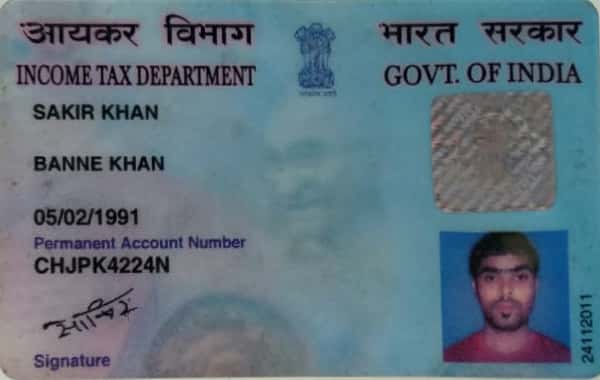 आयकर विभाग
भारत सरकार
INCOME TAX DEPARTMENT
GOVT. OF INDIA
SAKIR KHAN
BANNE KHAN
05/02/1991
Permanent Account Number
CHJPK4224N
Signature
24112011